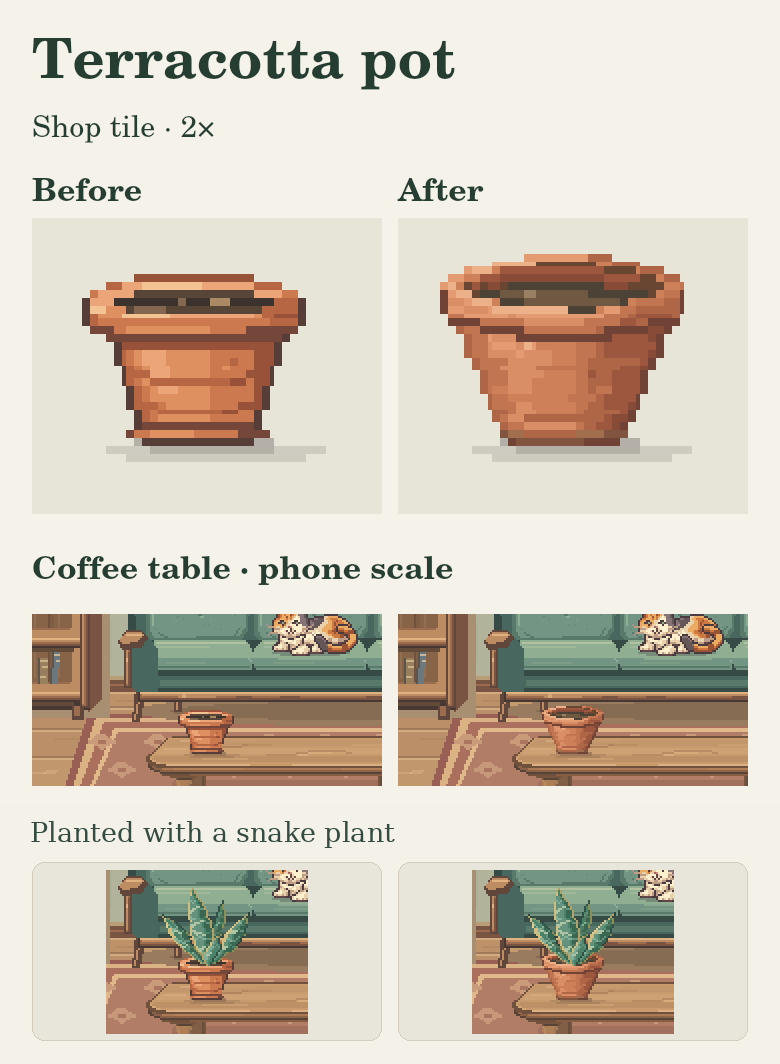 Terracotta pot
Shop tile · 2×
Before
After
Coffee table · phone scale
Planted with a snake plant